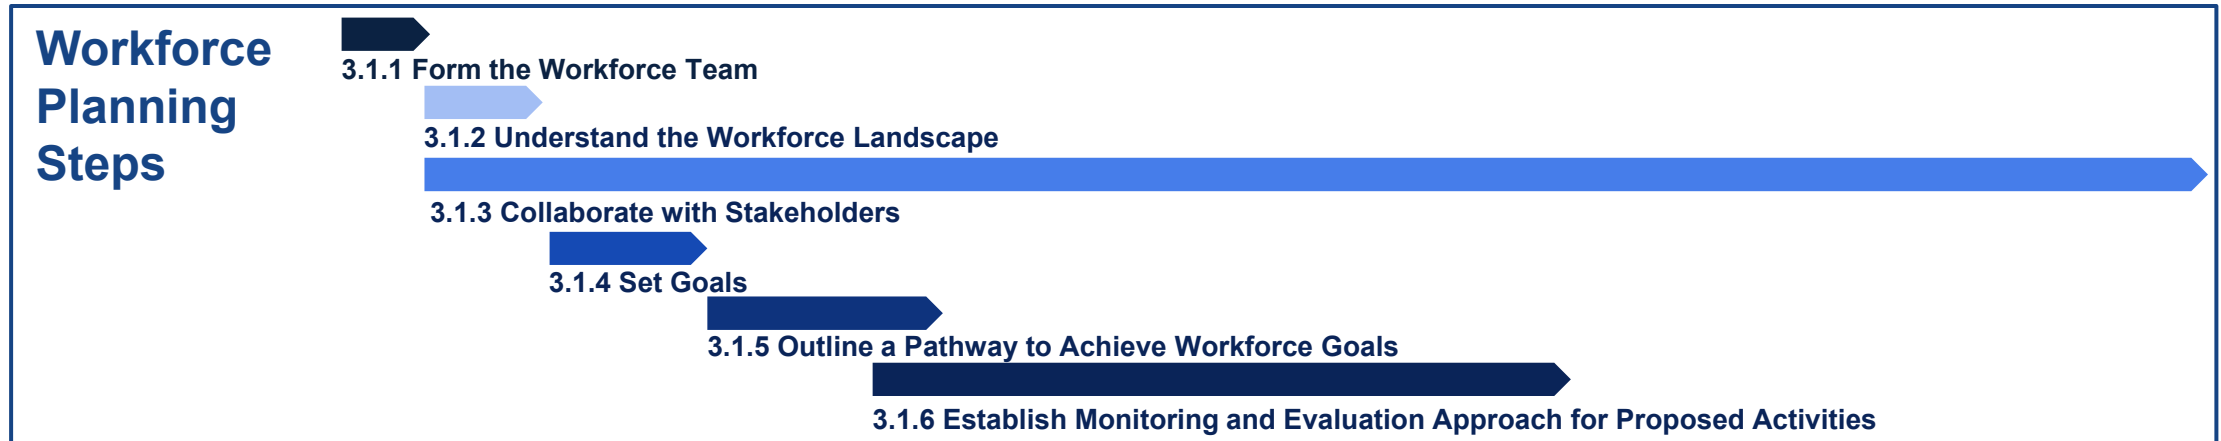 Workforce
Planning
Steps
3.1.1 Form the Workforce Team
3.1.2 Understand the Workforce Landscape
3.1.3 Collaborate with Stakeholders
3.1.4 Set Goals
3.1.5 Outline a Pathway to Achieve Workforce Goals
3.1.6 Establish Monitoring and Evaluation Approach for Proposed Activities